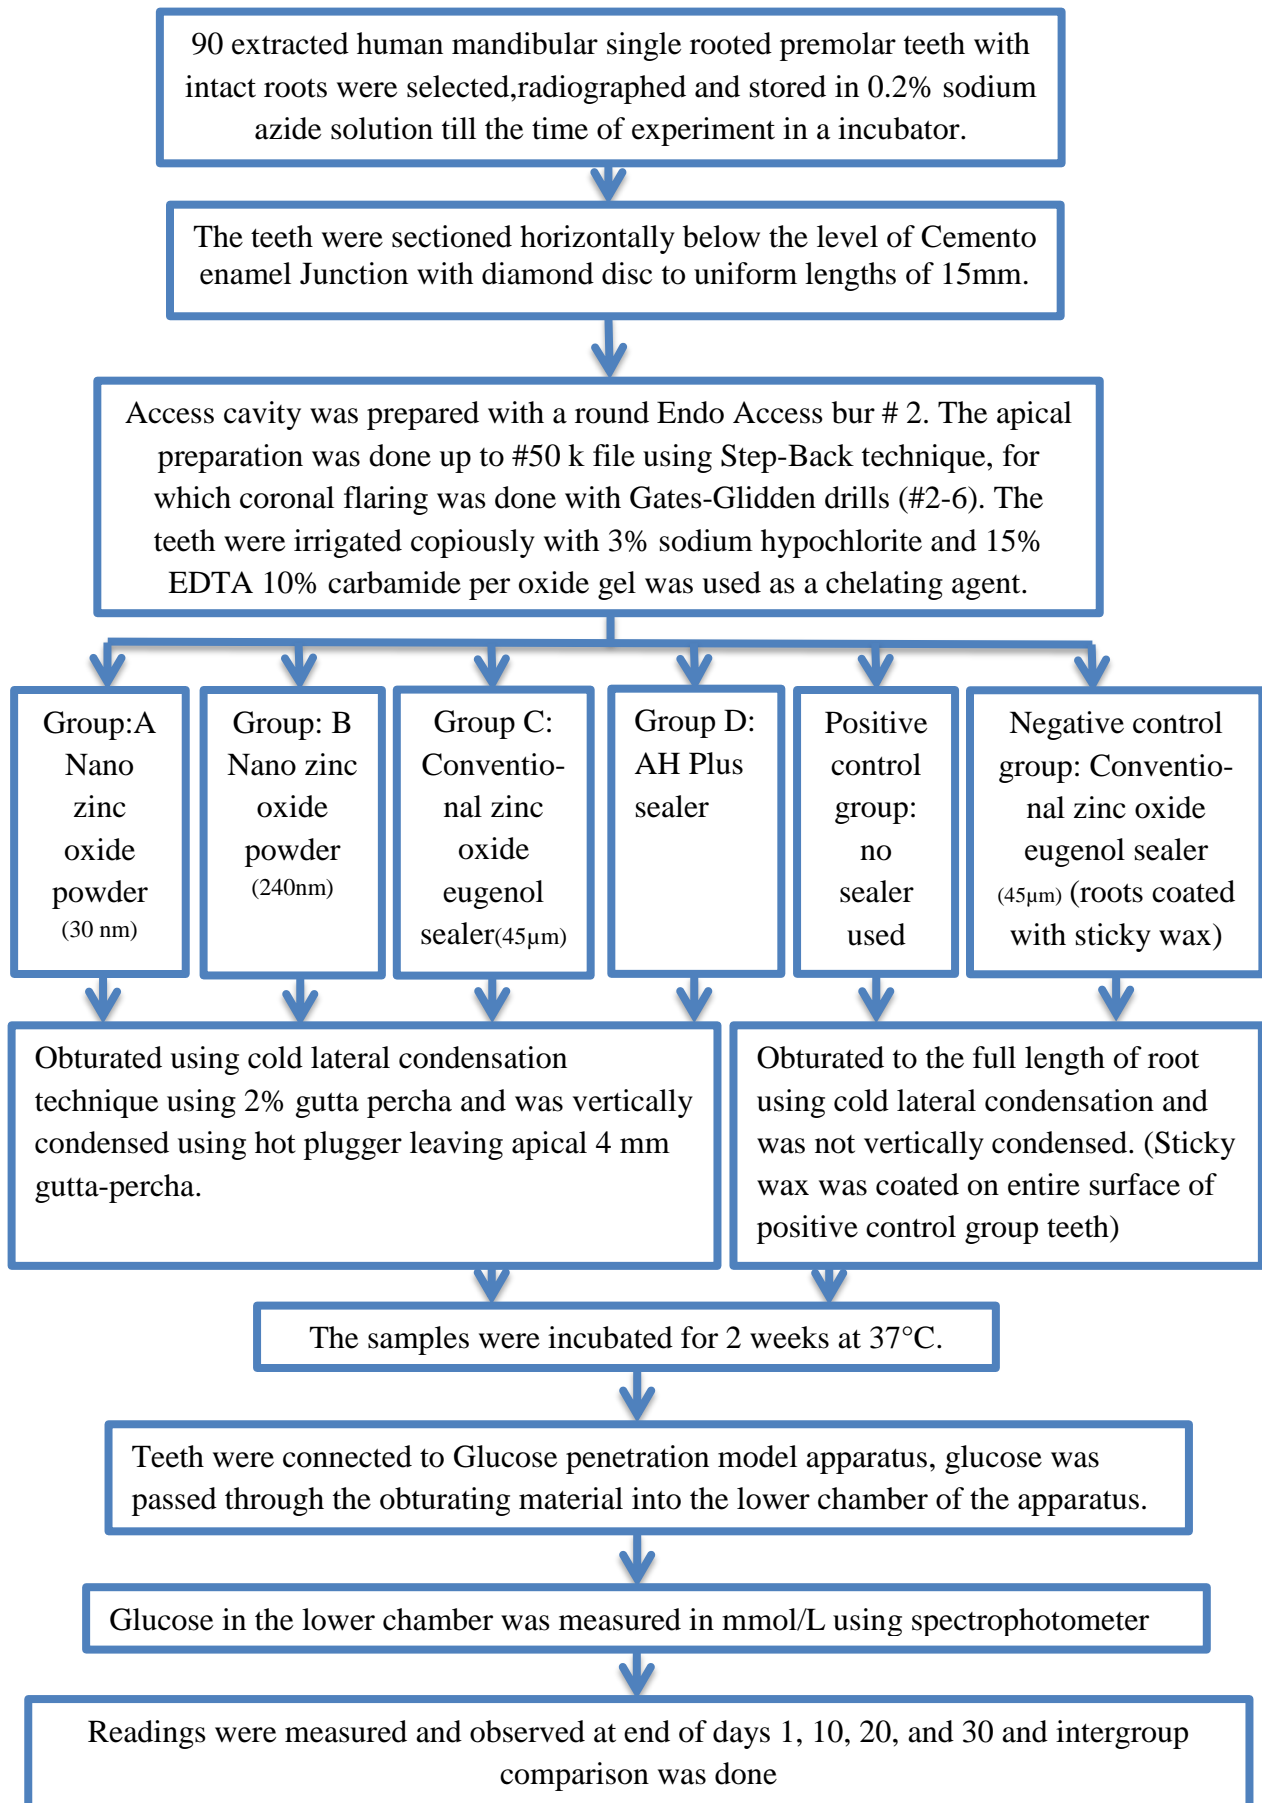 90 extracted human mandibular single rooted premolar teeth with
intact roots were selected,radiographed and stored in 0.2% sodium
azide solution till the time of experiment in a incubator.
The teeth were sectioned horizontally below the level of Cemento
enamel Junction with diamond disc to uniform lengths of 15mm.
Access cavity was prepared with a round Endo Access bur # 2. The apical
preparation was done up to #50 k file using Step-Back technique, for
which coronal flaring was done with Gates-Glidden drills (#2-6). The
teeth were irrigated copiously with 3% sodium hypochlorite and 15%
EDTA 10% carbamide per oxide gel was used as a chelating agent.
Group:A
Nano
zinc
oxide
powder
(30 nm)
Group: B
Nano zinc
oxide
powder
(240nm)
Group C:
Conventio-
nal zinc
oxide
eugenol
sealer(45µm)
Group D:
AH Plus
sealer
Positive
control
group:
no
sealer
used
Negative control
group: Conventio-
nal zinc oxide
eugenol sealer
(45µm) (roots coated
with sticky wax)
Obturated using cold lateral condensation
technique using 2% gutta percha and was vertically
condensed using hot plugger leaving apical 4 mm
gutta-percha.
Obturated to the full length of root
using cold lateral condensation and
was not vertically condensed. (Sticky
wax was coated on entire surface of
positive control group teeth)
The samples were incubated for 2 weeks at 37°C.
Teeth were connected to Glucose penetration model apparatus, glucose was
passed through the obturating material into the lower chamber of the apparatus.
Glucose in the lower chamber was measured in mmol/L using spectrophotometer
Readings were measured and observed at end of days 1, 10, 20, and 30 and intergroup
comparison was done